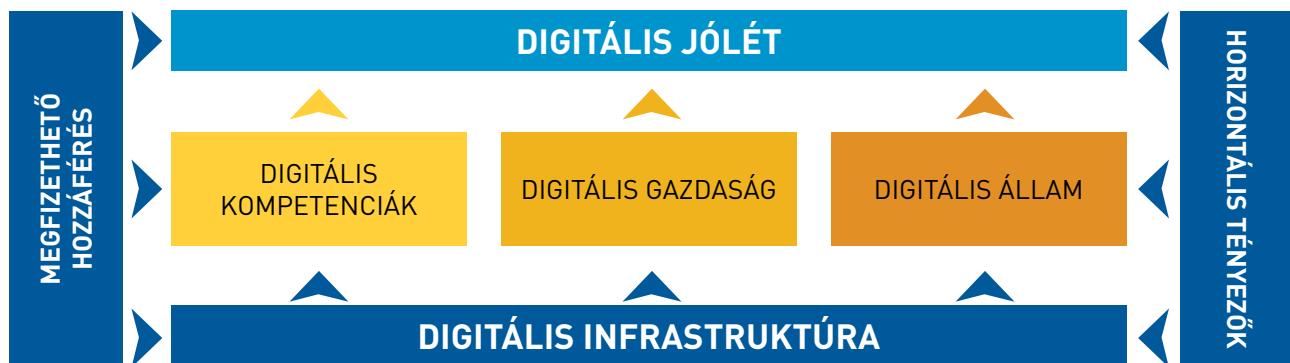 MEGFIZETHETŐ
HOZZÁFÉRÉS
DIGITÁLIS JÓLÉT
DIGITÁLIS
KOMPETENCIÁK
DIGITÁLIS GAZDASÁG
DIGITÁLIS ÁLLAM
DIGITÁLIS INFRASTRUKTÚRA
HORIZONTÁLIS TÉNYEZŐK